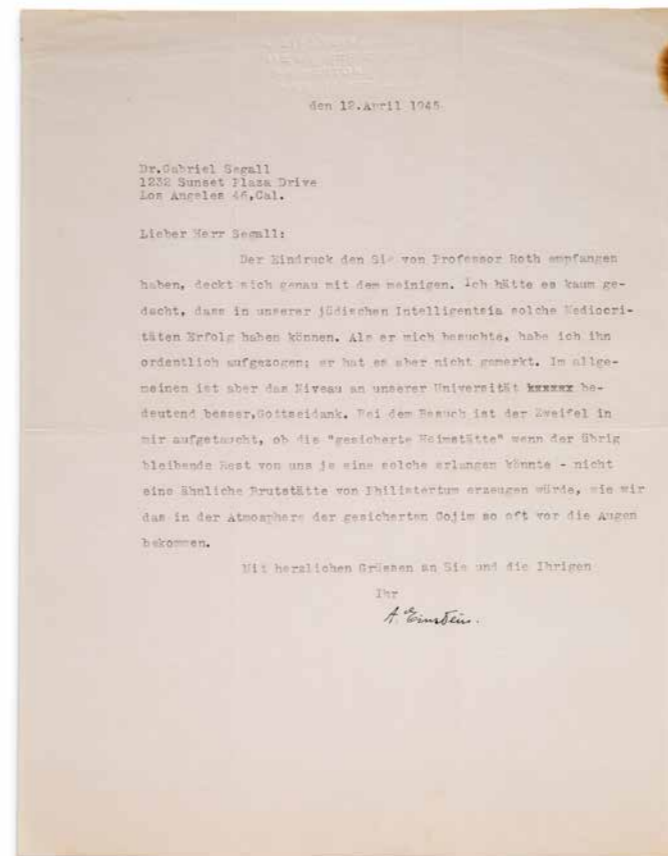 den 12.April 1945
Dr.Gabriel Segall
1232 Sunset Plaza Drive
Los Angeles 46,Cal.
Lieber Herr Segall:
Der Eindruck den Sie von Professor Roth empfangen
haben, deckt sich genau mit dem meinigen. Ich hätte es kaum ge-
dacht, dass in unserer jüdischen Intelligentsia solche Mediocri-
täten Erfolg haben können. Als er mich besuchte, habe ich ihn
ordentlich aufgezogen; er hat es aber nicht gemerkt. Im allge-
meinen ist aber das Niveau an unserer Universität be-
deutend besser,Gottseidank. Bei dem Besuch ist der Zweifel in
mir aufgetaucht, ob die "gesicherte Heimstätte" wenn der übrig
bleibende Rest von uns je eine solche erlangen könnte - nicht
eine ähnliche Brutstätte von Philistertum erzeugen würde, wie wir
das in der Atmosphere der gesicherten Gojim so oft vor die Augen
bekommen.
Mit herzlichen Grüssen an Sie und die Ihrigen
Ihr
A. Einstein.